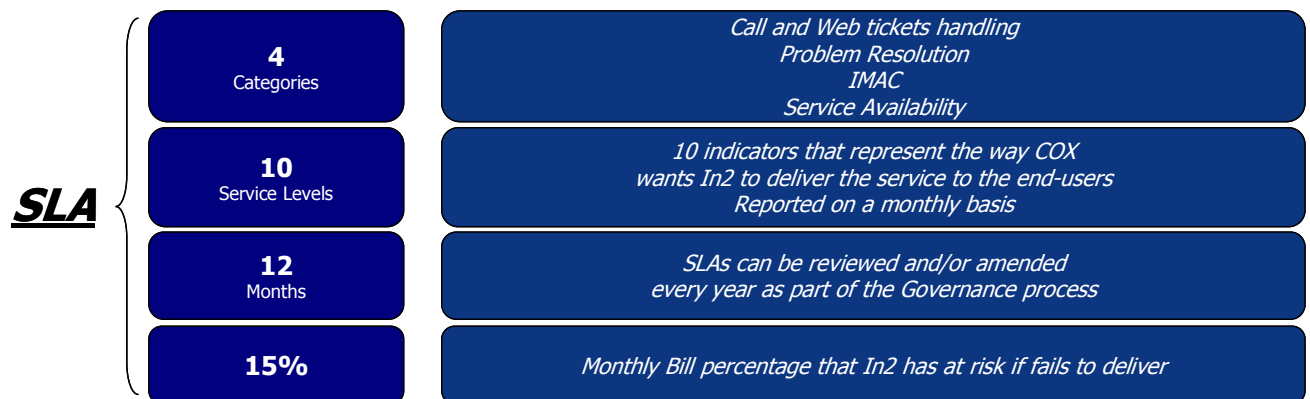 SLA
4
Categories
Call and Web tickets handling
Problem Resolution
IMAC
Service Availability
10
Service Levels
10 indicators that represent the way COX
wants In2 to deliver the service to the end-users
Reported on a monthly basis
12
Months
SLAs can be reviewed and/or amended
every year as part of the Governance process
15%
Monthly Bill percentage that In2 has at risk if fails to deliver